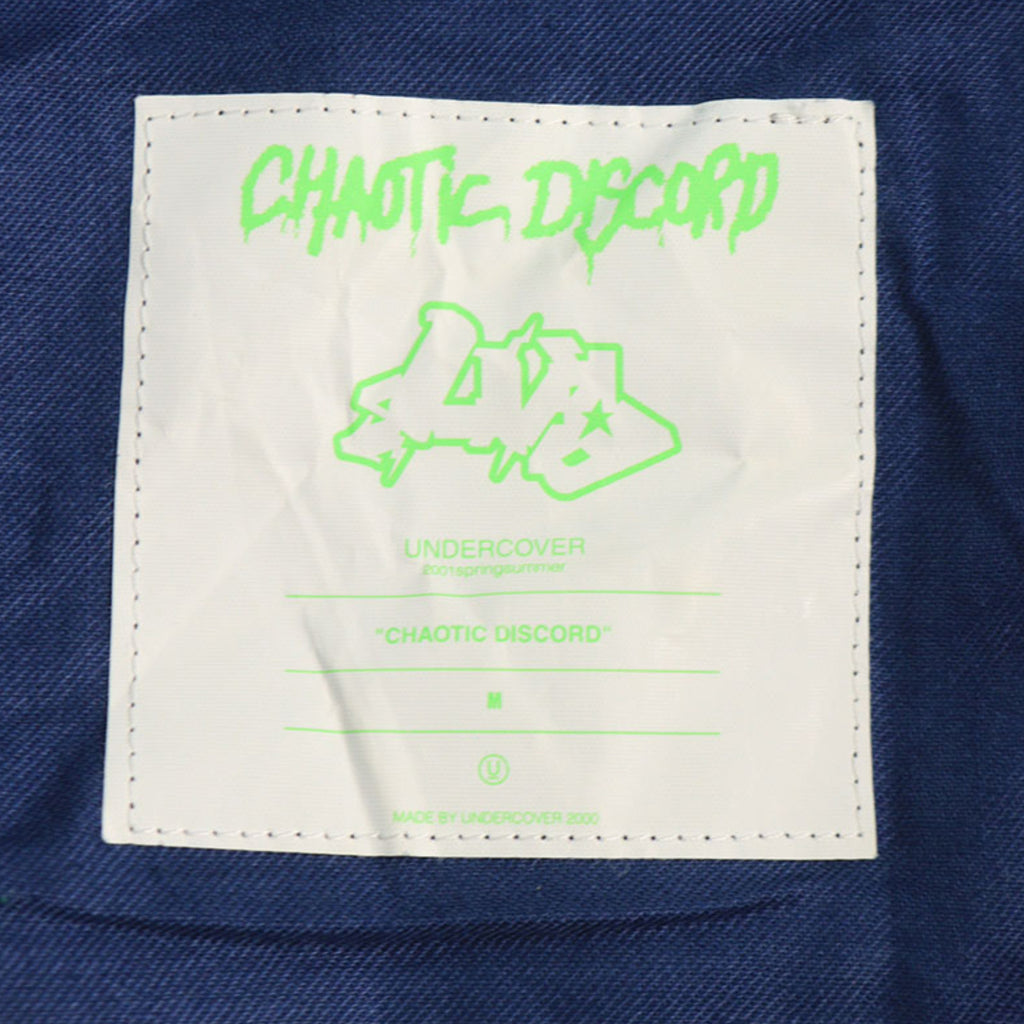 CHAOTIC DISCORD
UNDERCOVER
2001springsummer
"CHAOTIC DISCORD"
M
U
MADE BY UNDERCOVER 2000